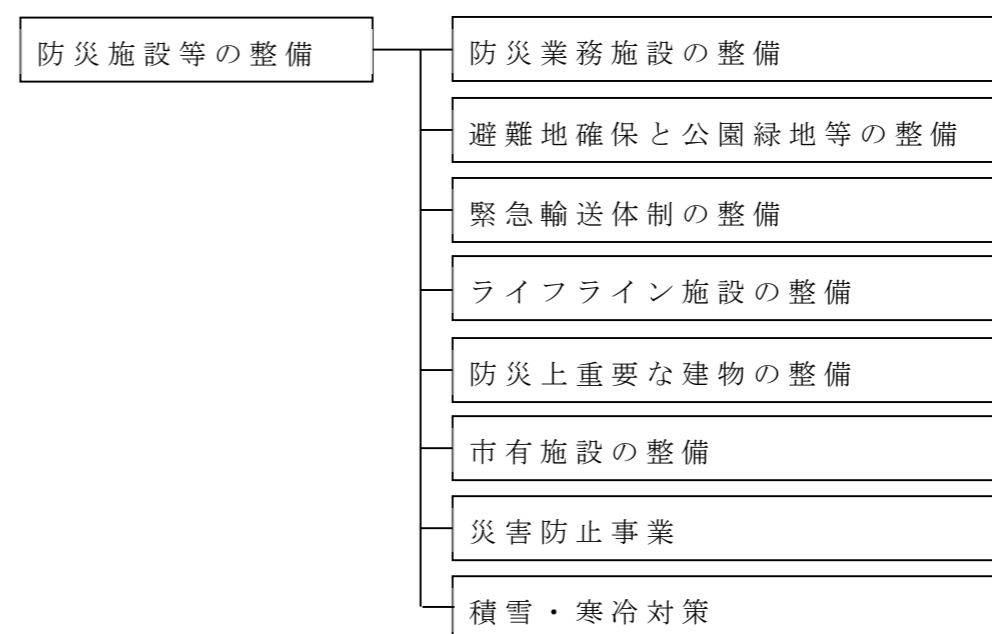 防災施設等の整備
防災業務施設の整備
避難地確保と公園緑地等の整備
緊急輸送体制の整備
ライフライン施設の整備
防災上重要な建物の整備
市有施設の整備
災害防止事業
積雪・寒冷対策